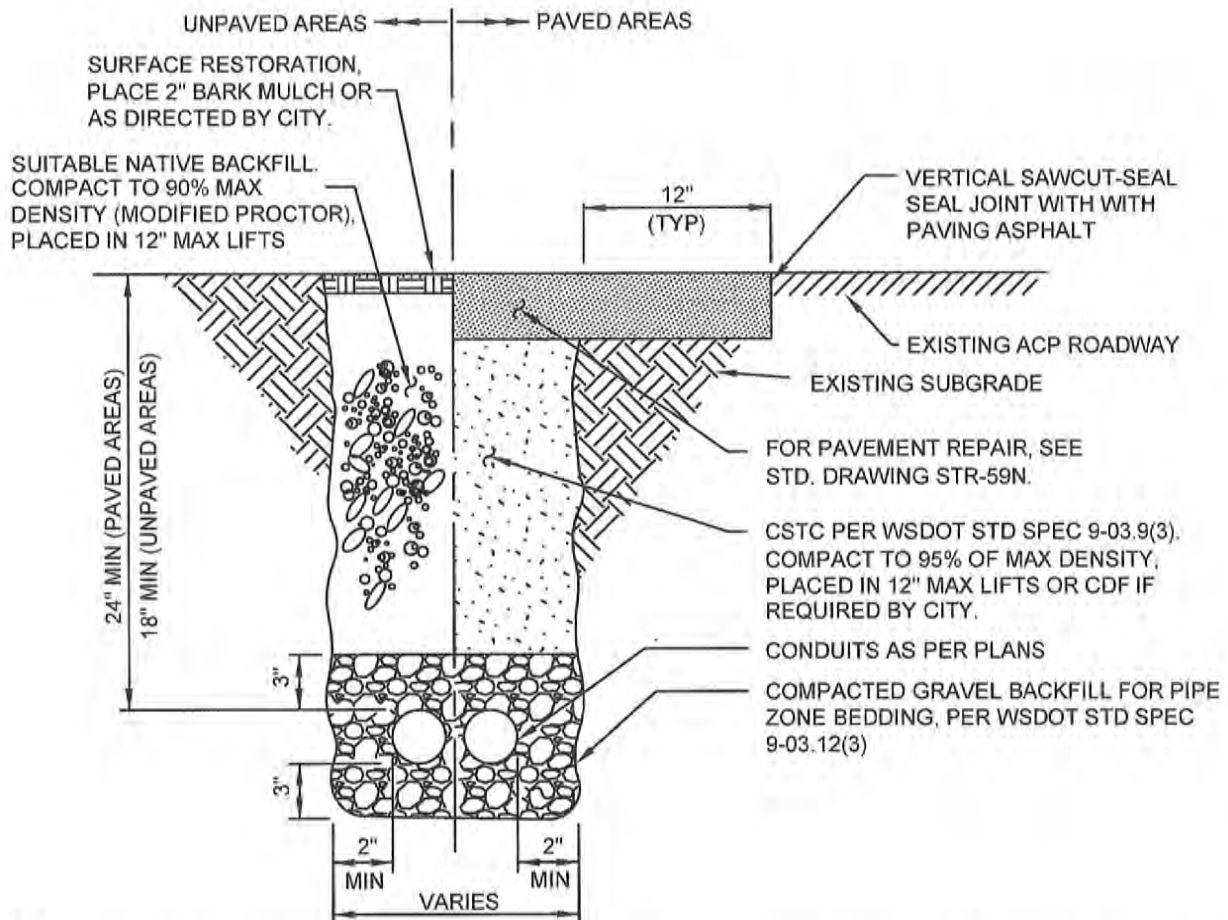 UNPAVED AREAS
PAVED AREAS
SURFACE RESTORATION,
PLACE 2" BARK MULCH OR
AS DIRECTED BY CITY.
SUITABLE NATIVE BACKFILL.
COMPACT TO 90% MAX
DENSITY (MODIFIED PROCTOR),
PLACED IN 12" MAX LIFTS
12"
(TYP)
VERTICAL SAWCUT-SEAL
SEAL JOINT WITH WITH
PAVING ASPHALT
EXISTING ACP ROADWAY
EXISTING SUBGRADE
24" MIN (PAVED AREAS)
18" MIN (UNPAVED AREAS)
FOR PAVEMENT REPAIR, SEE
STD. DRAWING STR-59N.
CSTC PER WSDOT STD SPEC 9-03.9(3).
COMPACT TO 95% OF MAX DENSITY,
PLACED IN 12" MAX LIFTS OR CDF IF
REQUIRED BY CITY.
CONDUITS AS PER PLANS
3"
COMPACTED GRAVEL BACKFILL FOR PIPE
ZONE BEDDING, PER WSDOT STD SPEC
9-03.12(3)
3"
2"
MIN
2"
MIN
VARIES